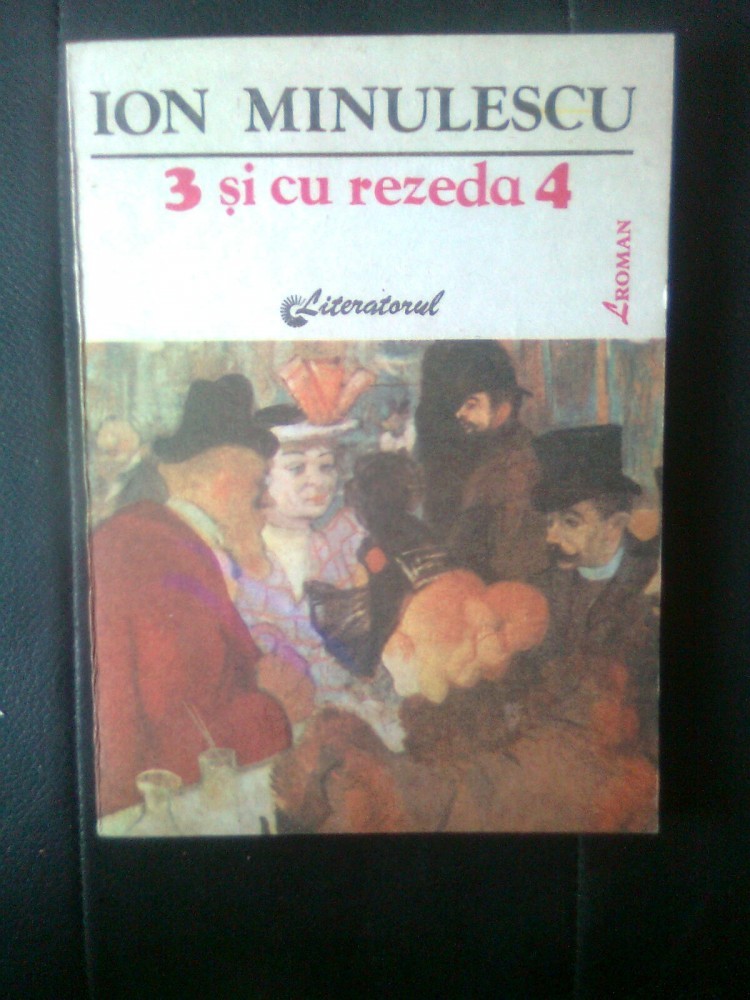 ION MINULESCU
3 și cu rezeda 4
ROMAN
Literatorul